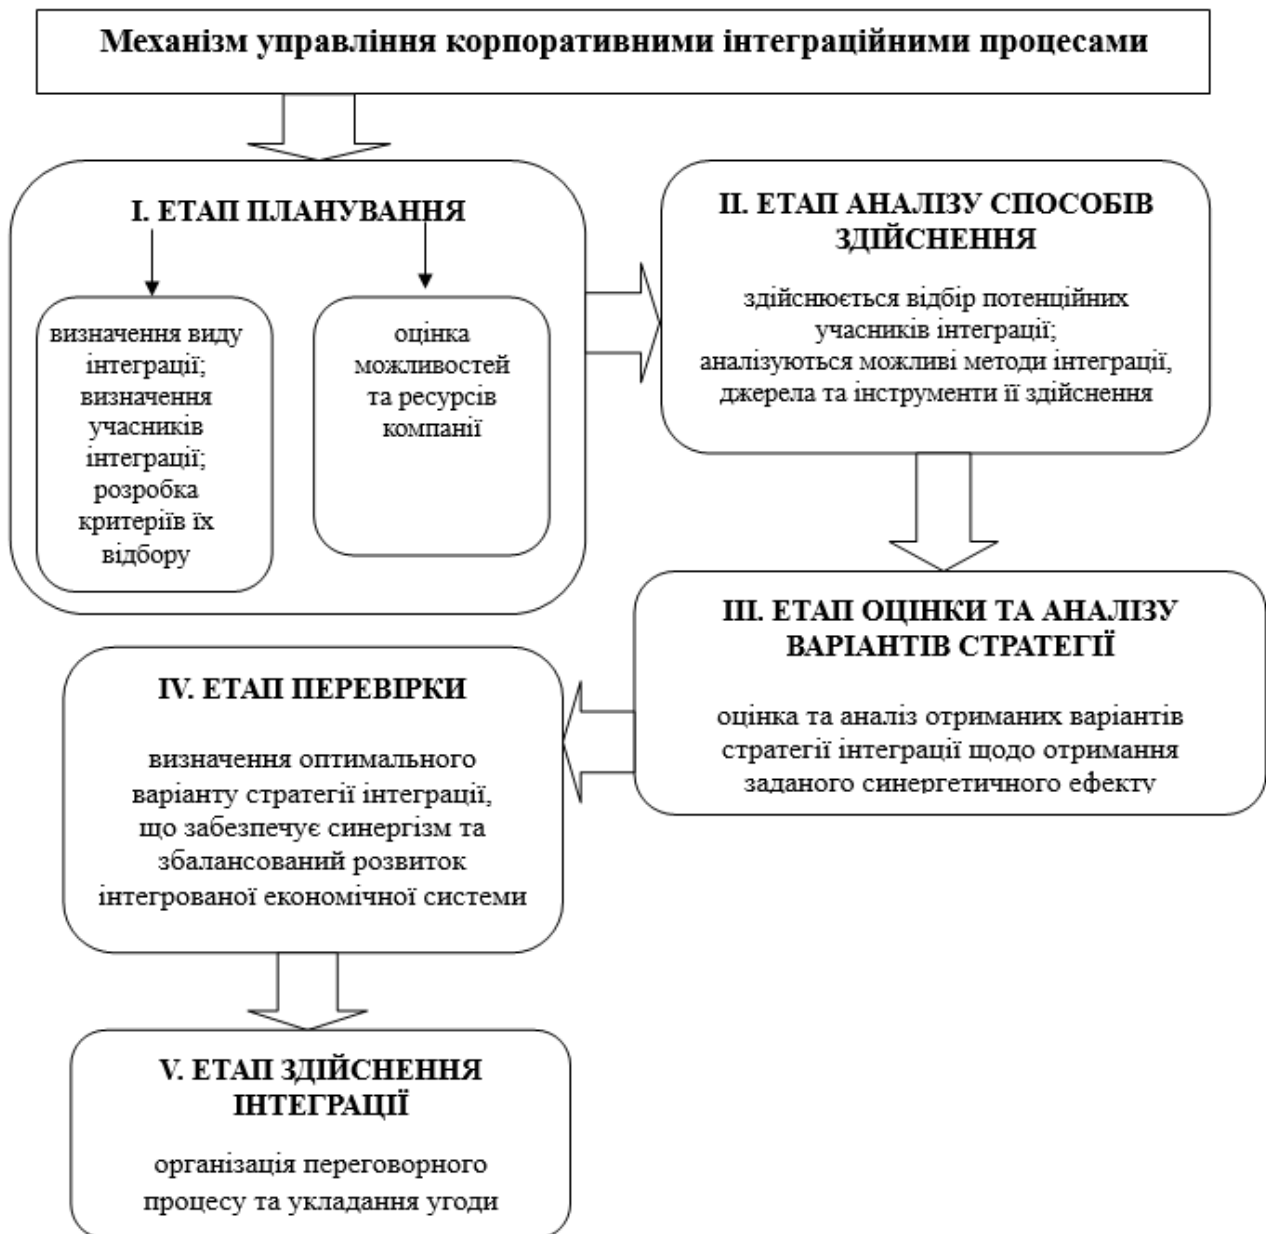 Механізм управління корпоративними інтеграційними процесами
I. ЕТАП ПЛАНУВАННЯ
визначення виду
інтеграції;
визначення
учасників
інтеграції;
розробка
критеріїв їх
відбору
оцінка
можливостей
та ресурсів
компанії
II. ЕТАП АНАЛІЗУ СПОСОБІВ
ЗДІЙСНЕННЯ
здійснюється відбір потенційних
учасників інтеграції;
аналізуються можливі методи інтеграції,
джерела та інструменти її здійснення
III. ЕТАП ОЦІНКИ ТА АНАЛІЗУ
ВАРІАНТІВ СТРАТЕГІЇ
оцінка та аналіз отриманих варіантів
стратегії інтеграції щодо отримання
заданого синергетичного ефекту
IV. ЕТАП ПЕРЕВІРКИ
визначення оптимального
варіанту стратегії інтеграції,
що забезпечує синергізм та
збалансований розвиток
інтегрованої економічної системи
V. ЕТАП ЗДІЙСНЕННЯ
ІНТЕГРАЦІЇ
організація переговорного
процесу та укладання угоди